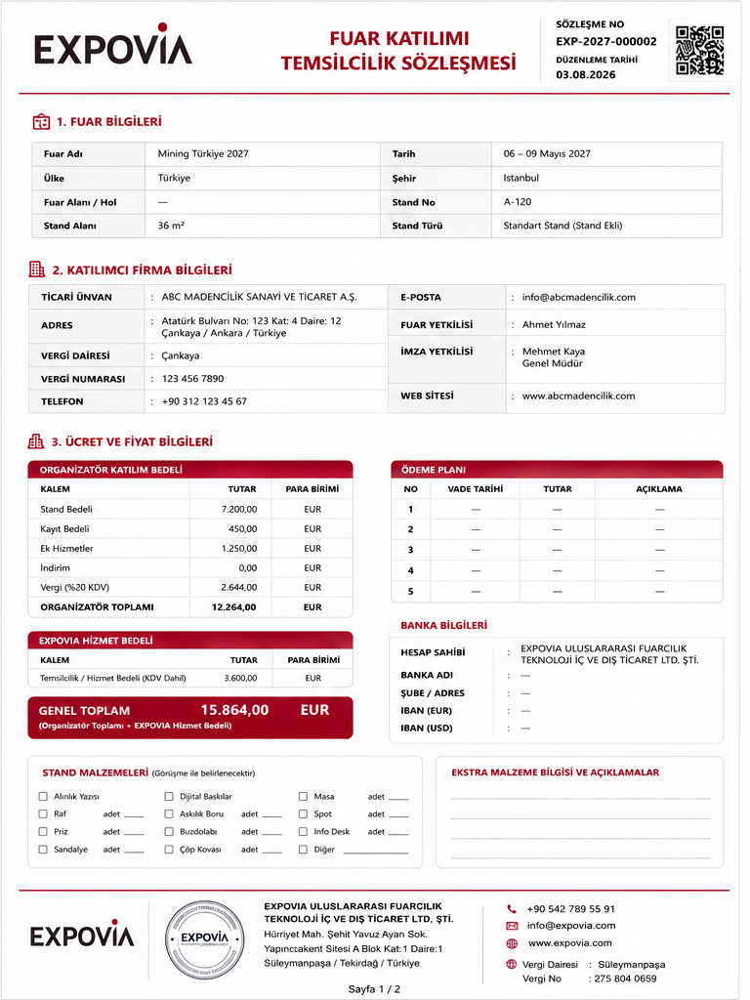 EXPOVIA
FUAR KATILIMI
TEMSİLCİLİK SÖZLEŞMESİ
SÖZLEŞME NO
EXP-2027-000002
DÜZENLEME TARİHİ
03.08.2026
1. FUAR BİLGİLERİ
Fuar Adı Mining Türkiye 2027 Tarih 06 – 09 Mayıs 2027
Ülke Türkiye Şehir Istanbul
Fuar Alanı / Hol — Stand No A-120
Stand Alanı 36 m² Stand Türü Standart Stand (Stand Ekli)
2. KATILIMCI FİRMA BİLGİLERİ
TİCARİ ÜNVAN : ABC MADENCİLİK SANAYİ VE TİCARET A.Ş.
ADRES : Atatürk Bulvarı No: 123 Kat: 4 Daire: 12
Çankaya / Ankara / Türkiye
VERGİ DAİRESİ : Çankaya
VERGİ NUMARASI : 123 456 7890
TELEFON : +90 312 123 45 67
E-POSTA : info@abcmadencilik.com
FUAR YETKİLİSİ : Ahmet Yılmaz
İMZA YETKİLİSİ : Mehmet Kaya
Genel Müdür
WEB SİTESİ : www.abcmadencilik.com
3. ÜCRET VE FİYAT BİLGİLERİ
ORGANİZATÖR KATILIM BEDELİ
KALEM TUTAR PARA BİRİMİ
Stand Bedeli 7.200,00 EUR
Kayıt Bedeli 450,00 EUR
Ek Hizmetler 1.250,00 EUR
İndirim 0,00 EUR
Vergi (%20 KDV) 2.644,00 EUR
ORGANİZATÖR TOPLAMI 12.264,00 EUR
EXPOVIA HİZMET BEDELİ
KALEM TUTAR PARA BİRİMİ
Temsilcilik / Hizmet Bedeli (KDV Dahil) 3.600,00 EUR
GENEL TOPLAM 15.864,00 EUR
(Organizatör Toplamı + EXPOVIA Hizmet Bedeli)
ÖDEME PLANI
NO VADE TARİHİ TUTAR AÇIKLAMA
1 — — —
2 — — —
3 — — —
4 — — —
5 — — —
BANKA BİLGİLERİ
HESAP SAHİBİ : EXPOVIA ULUSLARARASI FUARCILIK
TEKNOLOJİ İÇ VE DIŞ TİCARET LTD. ŞTİ.
BANKA ADI : —
ŞUBE / ADRES : —
IBAN (EUR) : —
IBAN (USD) : —
STAND MALZEMELERİ (Görüşme ile belirlenecektir)
Alınlık Yazısı Dijital Baskılar Masa adet ____
Raf adet ____ Askılık Boru adet ____ Spot adet ____
Priz adet ____ Buzdolabı adet ____ Info Desk adet ____
Sandalye adet ____ Çöp Kovası adet ____ Diğer ____
EKSTRA MALZEME BİLGİSİ VE AÇIKLAMALAR
EXPOVIA
EXPOVIA
EXPOVIA ULUSLARARASI FUARCILIK
TEKNOLOJİ İÇ VE DIŞ TİCARET LTD. ŞTİ.
Hürriyet Mah. Şehit Yavuz Ayan Sok.
Yapınccakent Sitesi A Blok Kat:1 Daire:1
Süleymanpaşa / Tekirdağ / Türkiye
+90 542 789 55 91
info@expovia.com
www.expovia.com
Vergi Dairesi : Süleymanpaşa
Vergi No : 275 804 0659
Sayfa 1 / 2